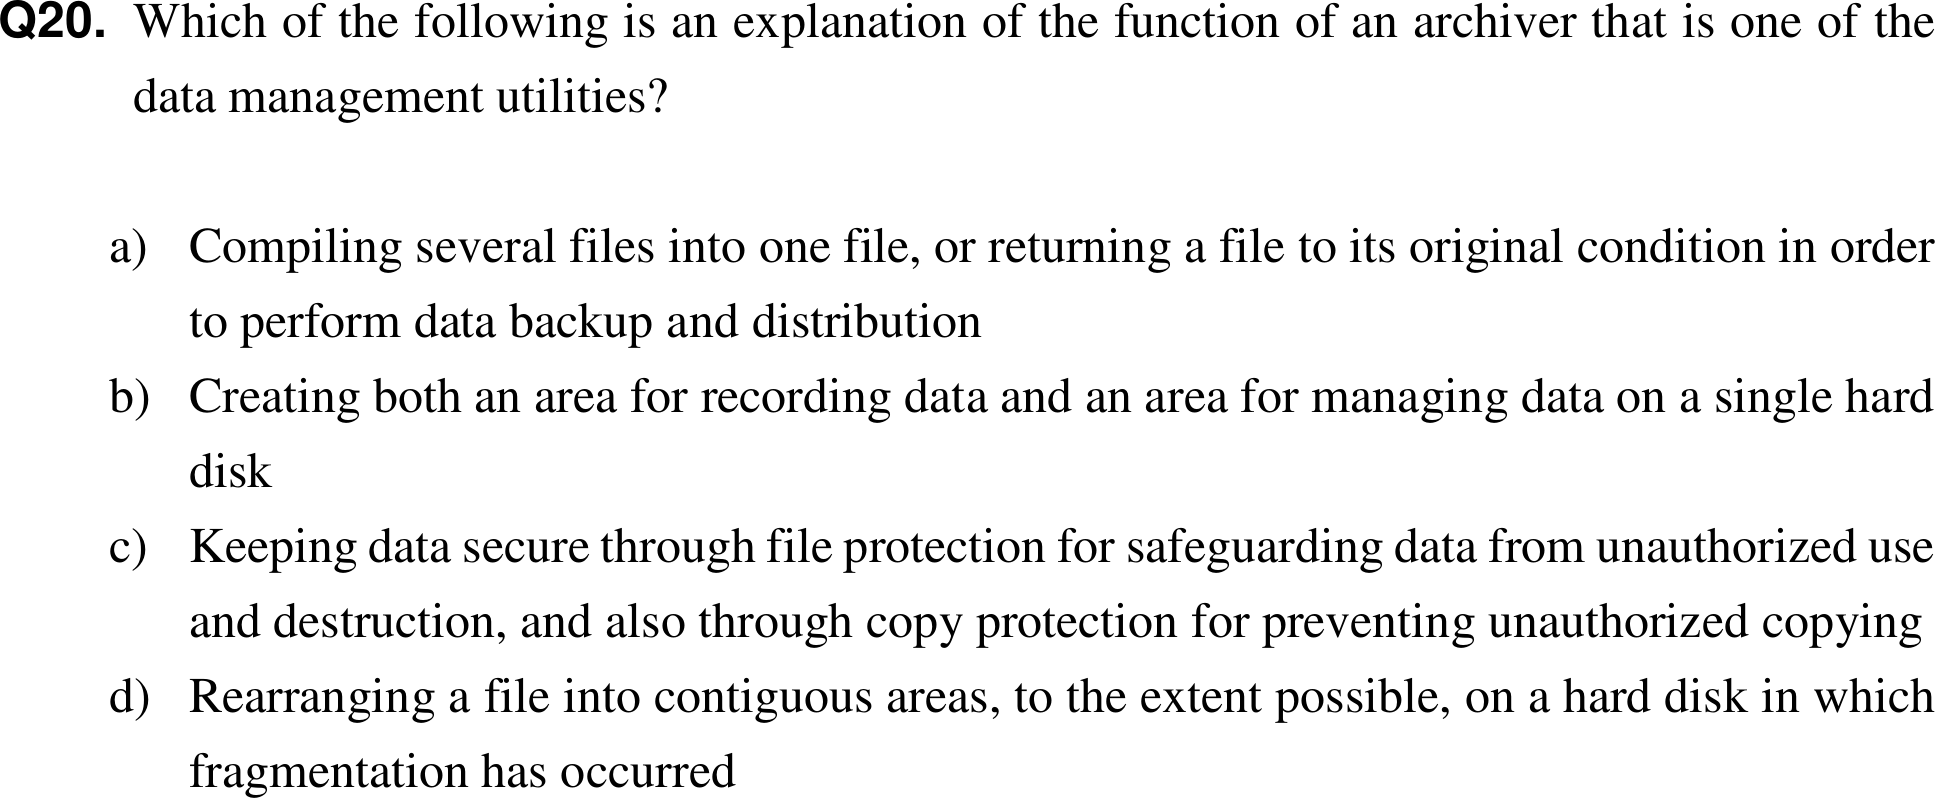 Q20. Which of the following is an explanation of the function of an archiver that is one of the
data management utilities?
a) Compiling several files into one file, or returning a file to its original condition in order
to perform data backup and distribution
b) Creating both an area for recording data and an area for managing data on a single hard
disk
c) Keeping data secure through file protection for safeguarding data from unauthorized use
and destruction, and also through copy protection for preventing unauthorized copying
d) Rearranging a file into contiguous areas, to the extent possible, on a hard disk in which
fragmentation has occurred